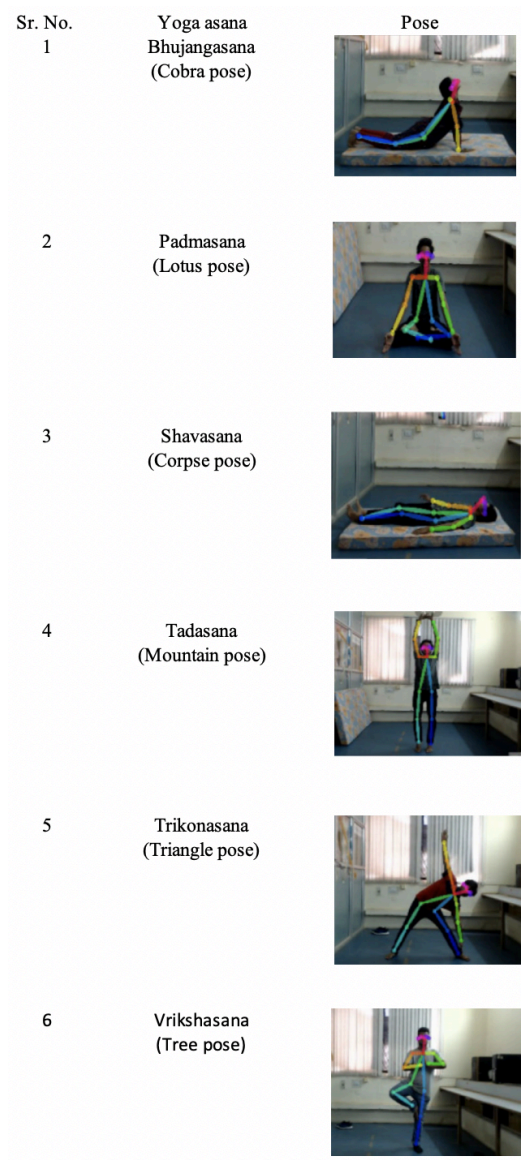 Sr. No. Yoga asana Pose
1 Bhujangasana
(Cobra pose)
2 Padmasana
(Lotus pose)
3 Shavasana
(Corpse pose)
4 Tadasana
(Mountain pose)
5 Trikonasana
(Triangle pose)
6 Vrikshasana
(Tree pose)